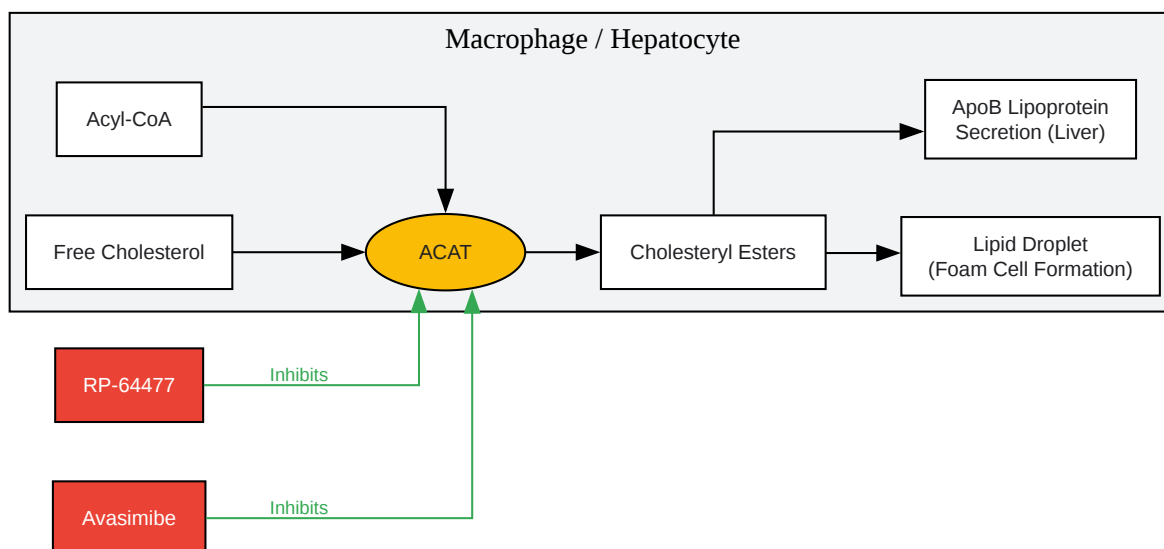 Macrophage / Hepatocyte
Acyl-CoA
ApoB Lipoprotein
Secretion (Liver)
Free Cholesterol
ACAT
Cholesteryl Esters
Lipid Droplet
(Foam Cell Formation)
RP-64477
Inhibits
Avasimibe
Inhibits